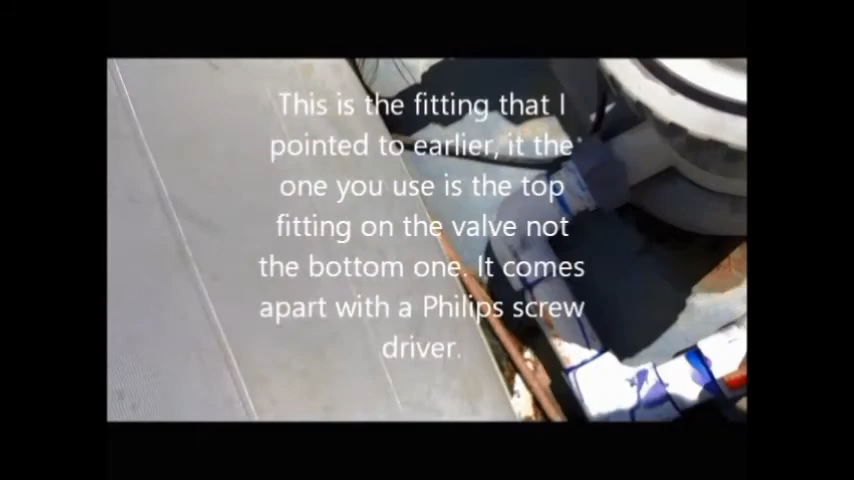 This is the fitting that I
pointed to earlier, it the
one you use is the top
fitting on the valve not
the bottom one. It comes
apart with a Philips screw
driver.